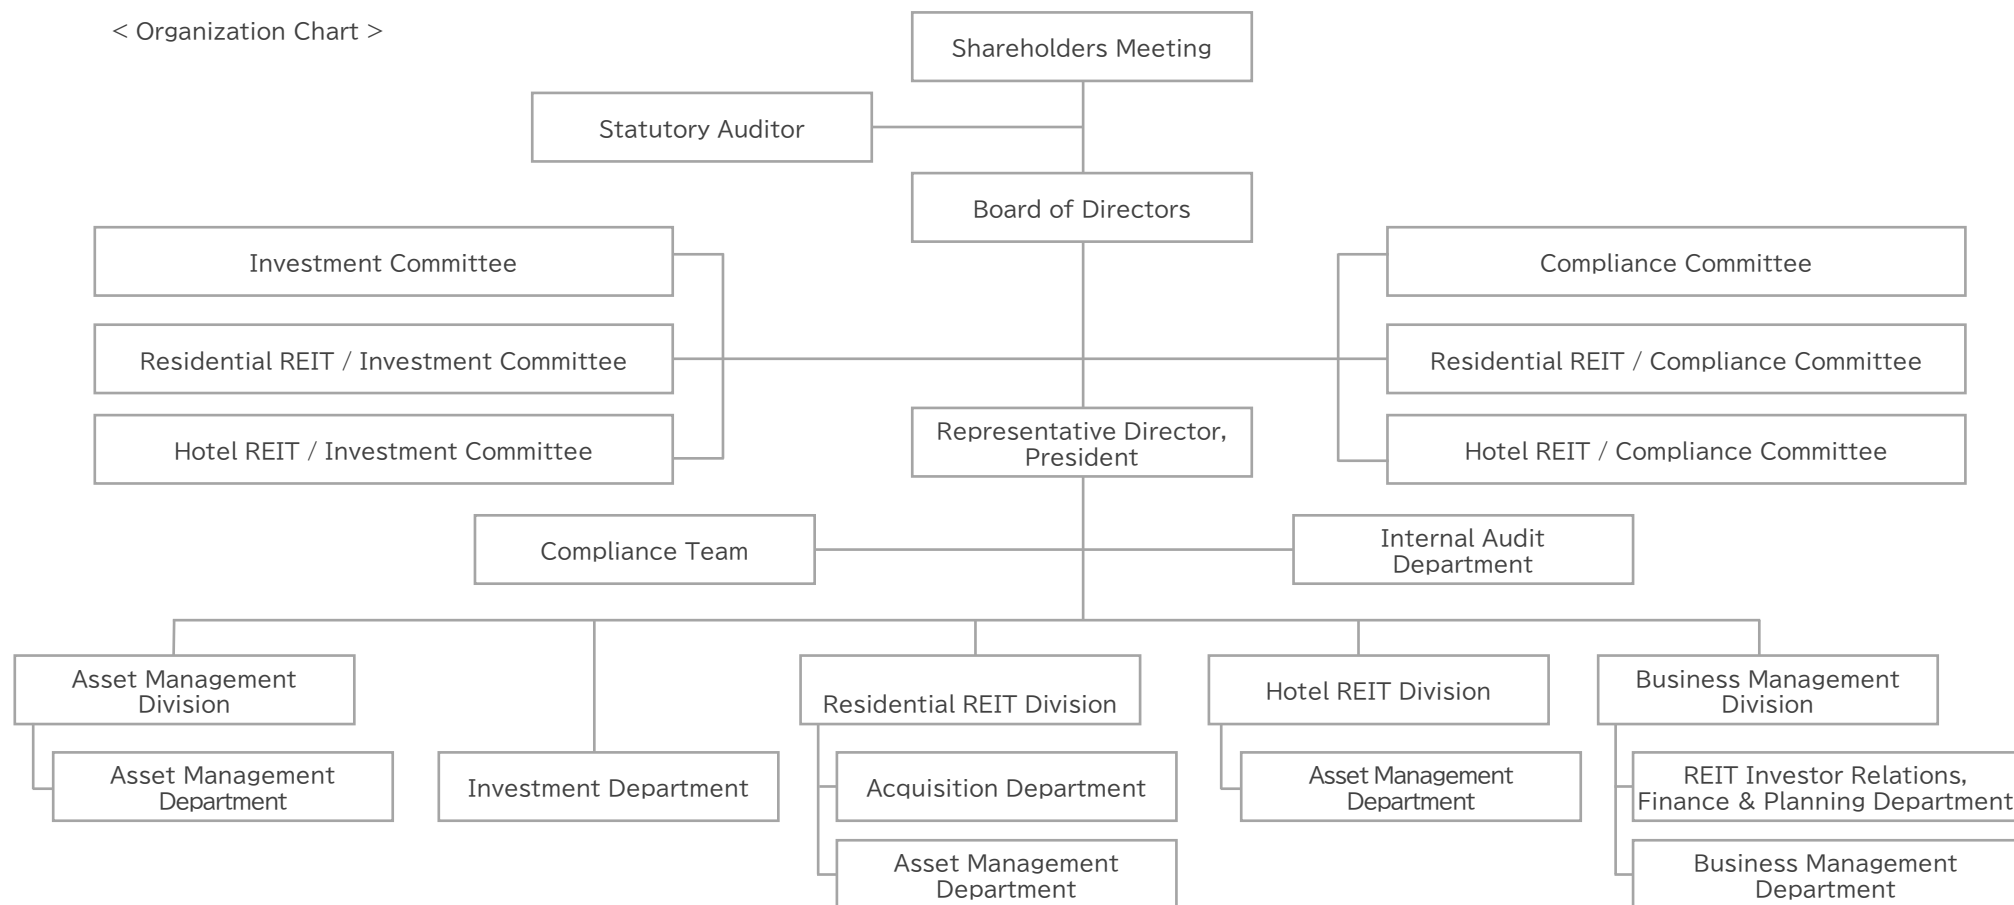 < Organization Chart >
Shareholders Meeting
Statutory Auditor
Board of Directors
Investment Committee
Compliance Committee
Residential REIT / Investment Committee
Residential REIT / Compliance Committee
Hotel REIT / Investment Committee
Representative Director,
President
Hotel REIT / Compliance Committee
Compliance Team
Internal Audit
Department
Asset Management
Division
Residential REIT Division
Hotel REIT Division
Business Management
Division
Asset Management
Department
Investment Department
Acquisition Department
Asset Management
Department
REIT Investor Relations,
Finance & Planning Department
Asset Management
Department
Business Management
Department